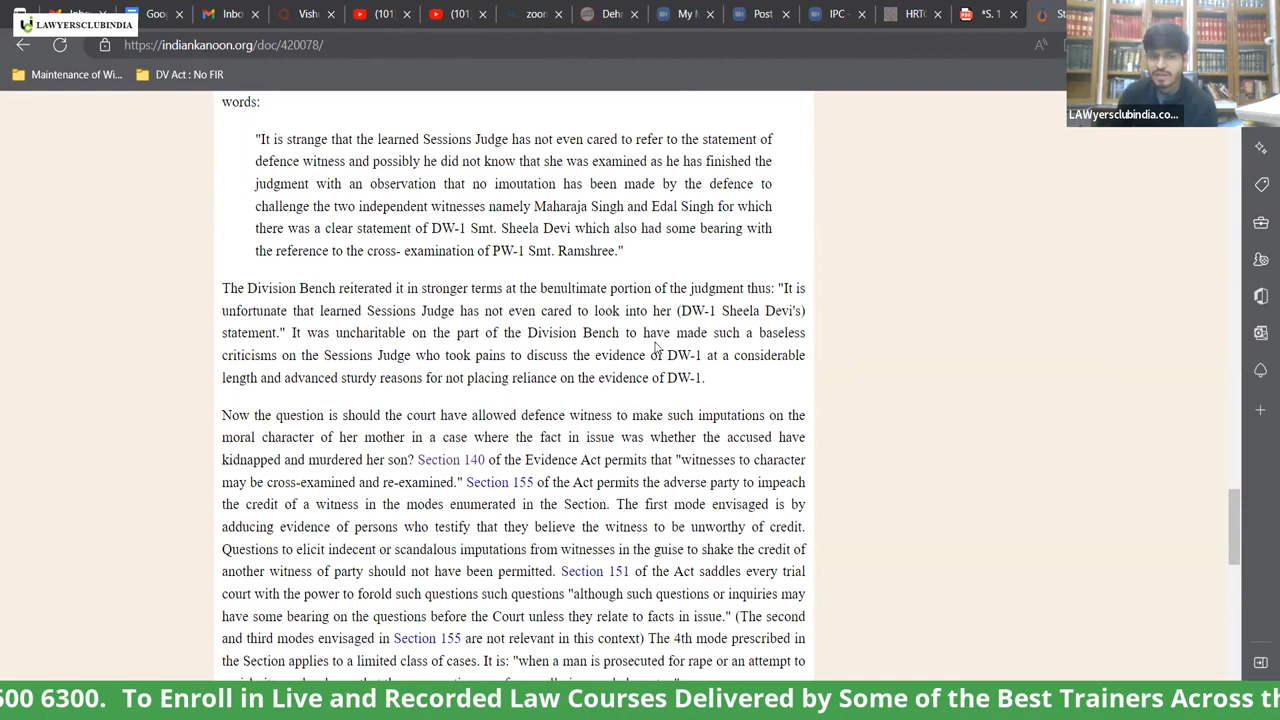 LAWYERSCLUBINDIA
Goo
Inbo
Inbo
Vishi
(101)
zoon
Dehr
My M
Post
HRT
https://indiankanoon.org/doc/420078/
Maintenance of Wi...
DV Act : No FIR
LAWyersclubindia.co...
words:
"It is strange that the learned Sessions Judge has not even cared to refer to the statement of
defence witness and possibly he did not know that she was examined as he has finished the
judgment with an observation that no imoutation has been made by the defence to
challenge the two independent witnesses namely Maharaja Singh and Edal Singh for which
there was a clear statement of DW-1 Smt. Sheela Devi which also had some bearing with
the reference to the cross- examination of PW-1 Smt. Ramshree."
The Division Bench reiterated it in stronger terms at the benultimate portion of the judgment thus: "It is
unfortunate that learned Sessions Judge has not even cared to look into her (DW-1 Sheela Devi's)
statement." It was uncharitable on the part of the Division Bench to have made such a baseless
criticisms on the Sessions Judge who took pains to discuss the evidence of DW-1 at a considerable
length and advanced sturdy reasons for not placing reliance on the evidence of DW-1.
Now the question is should the court have allowed defence witness to make such imputations on the
moral character of her mother in a case where the fact in issue was whether the accused have
kidnapped and murdered her son? Section 140 of the Evidence Act permits that "witnesses to character
may be cross-examined and re-examined." Section 155 of the Act permits the adverse party to impeach
the credit of a witness in the modes enumerated in the Section. The first mode envisaged is by
adducing evidence of persons who testify that they believe the witness to be unworthy of credit.
Questions to elicit indecent or scandalous imputations from witnesses in the guise to shake the credit of
another witness of party should not have been permitted. Section 151 of the Act saddles every trial
court with the power to forold such questions such questions "although such questions or inquiries may
have some bearing on the questions before the Court unless they relate to facts in issue." (The second
and third modes envisaged in Section 155 are not relevant in this context) The 4th mode prescribed in
the Section applies to a limited class of cases. It is: "when a man is prosecuted for rape or an attempt to
500 6300. To Enroll in Live and Recorded Law Courses Delivered by Some of the Best Trainers Across th